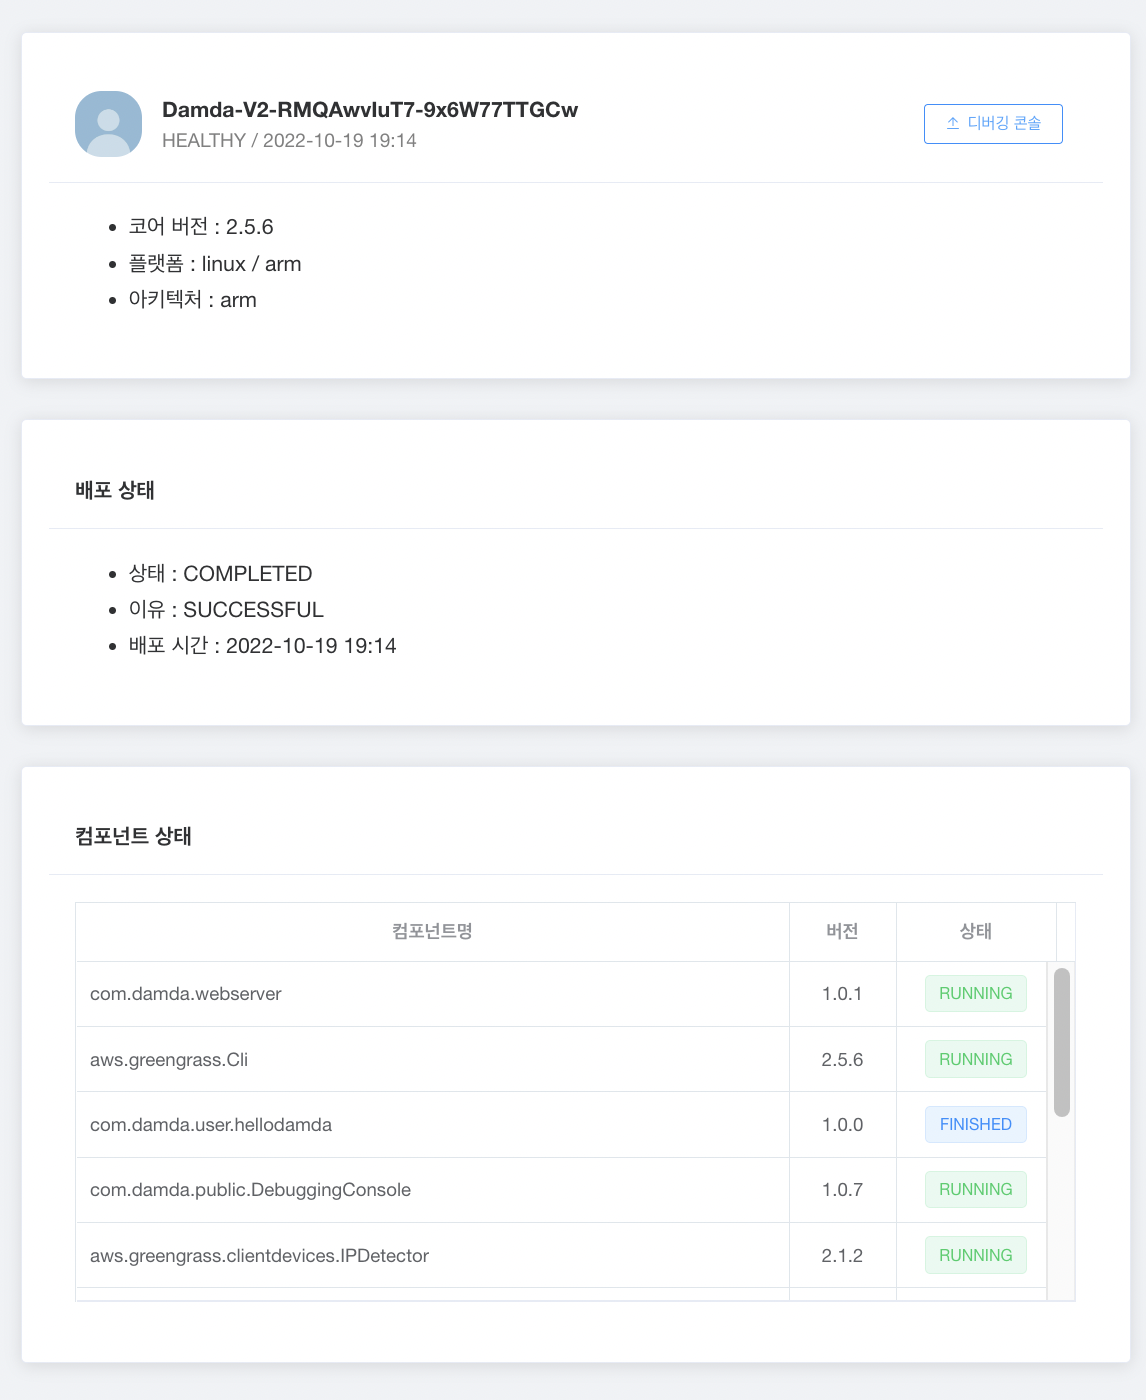 Damda-V2-RMQAwvIuT7-9x6W77TTGCw
HEALTHY / 2022-10-19 19:14
디버깅 콘솔
코어 버전 : 2.5.6
플랫폼 : linux / arm
아키텍처 : arm
배포 상태
상태 : COMPLETED
이유 : SUCCESSFUL
배포 시간 : 2022-10-19 19:14
컴포넌트 상태
컴포넌트명 버전 상태
com.damda.webserver 1.0.1 RUNNING
aws.greengrass.Cli 2.5.6 RUNNING
com.damda.user.hellodamda 1.0.0 FINISHED
com.damda.public.DebuggingConsole 1.0.7 RUNNING
aws.greengrass.clientdevices.IPDetector 2.1.2 RUNNING